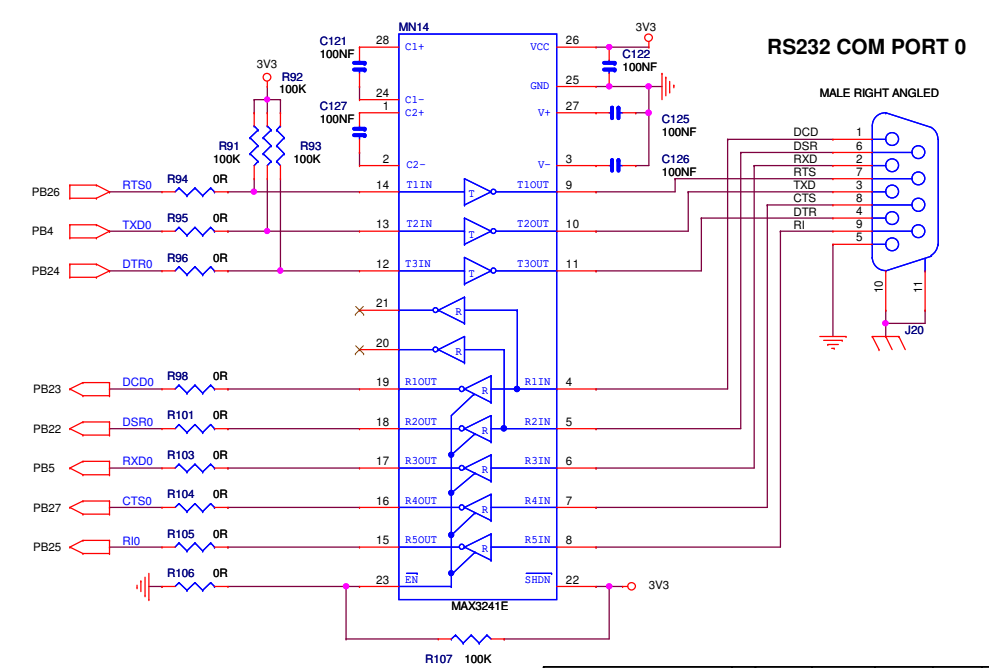 MN14
RS232 COM PORT 0
MALE RIGHT ANGLED
3V3
R92
100K
R91
100K
R93
100K
C121
100NF
C127
100NF
28 C1+
24 C1-
1 C2+
2 C2-
VCC 26
GND 25
V+ 27
V- 3
3V3
C122
100NF
C125
100NF
C126
100NF
PB26 RTS0 R94 0R 14 T1IN T T1OUT 9
PB4 TXD0 R95 0R 13 T2IN T2OUT 10
PB24 DTR0 R96 0R 12 T3IN T T3OUT 11
21 R
20 R
PB23 DCD0 R98 0R 19 R1OUT R R1IN 4
PB22 DSR0 R101 0R 18 R2OUT R R2IN 5
PB5 RXD0 R103 0R 17 R3OUT R R3IN 6
PB27 CTS0 R104 0R 16 R4OUT R R4IN 7
PB25 RI0 R105 0R 15 R5OUT R R5IN 8
R106 0R 23 EN SHDN 22 3V3
MAX3241E
R107 100K
DCD 1
DSR 6
RXD 2
RTS 7
TXD 3
CTS 8
DTR 4
RI 9
5
10
11
J20